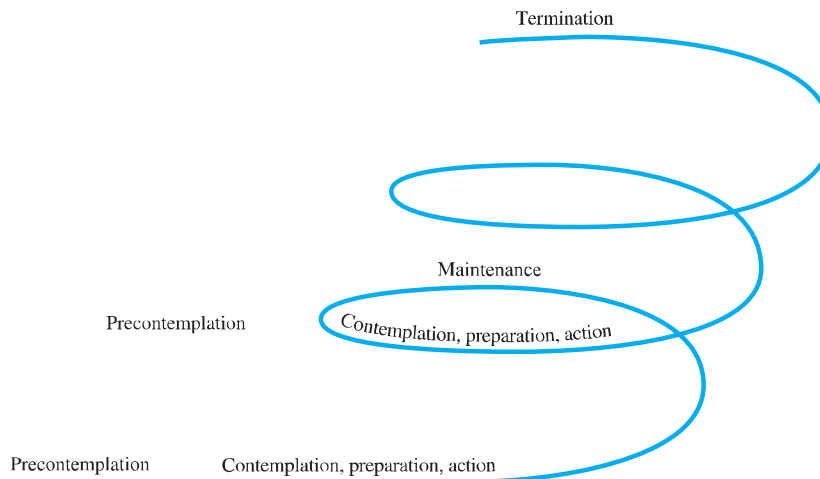 Termination
Maintenance
Precontemplation
Contemplation, preparation, action
Precontemplation
Contemplation, preparation, action